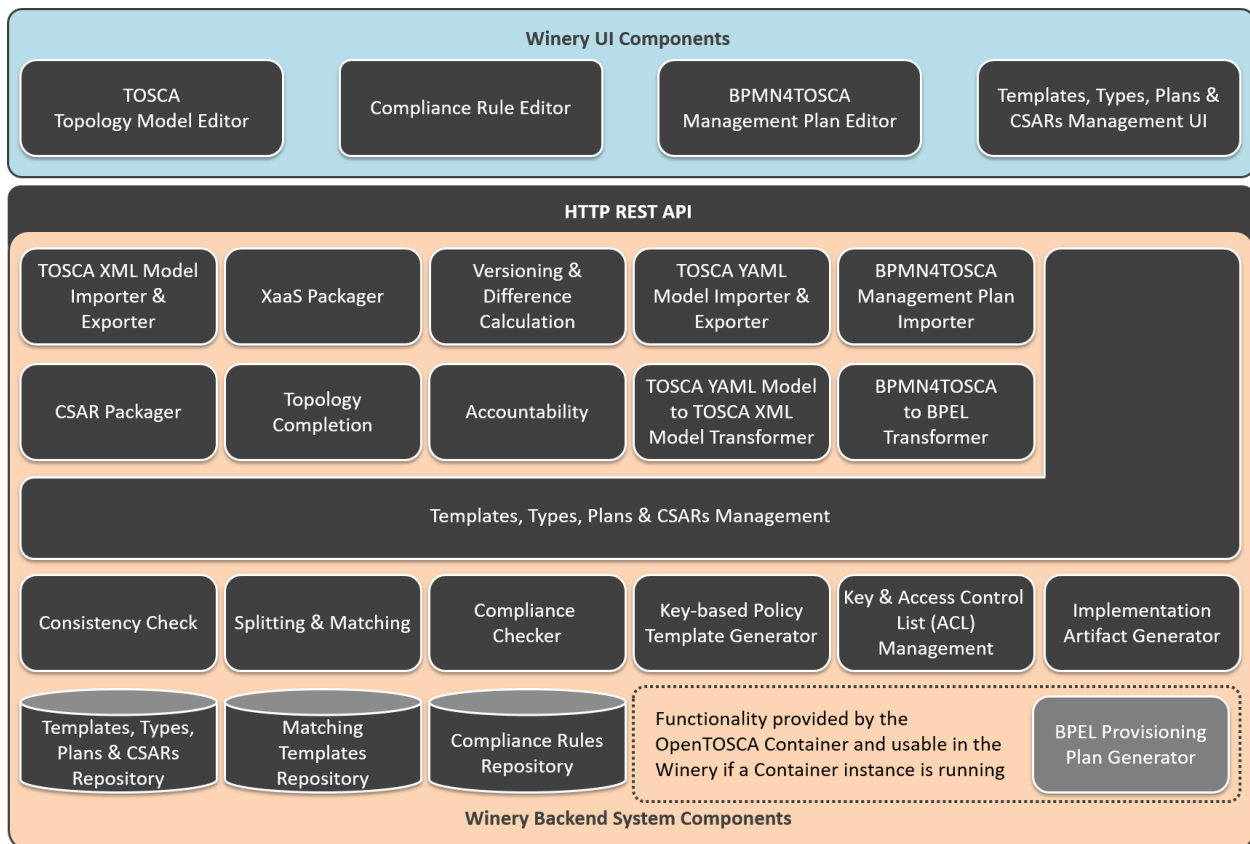 Winery UI Components
TOSCA
Topology Model Editor
Compliance Rule Editor
BPMN4TOSCA
Management Plan Editor
Templates, Types, Plans &
CSARs Management UI
HTTP REST API
TOSCA XML Model
Importer &
Exporter
XaaS Packager
Versioning &
Difference
Calculation
TOSCA YAML
Model Importer &
Exporter
BPMN4TOSCA
Management Plan
Importer
CSAR Packager
Topology
Completion
Accountability
TOSCA YAML Model
to TOSCA XML
Model Transformer
BPMN4TOSCA
to BPEL
Transformer
Templates, Types, Plans & CSARs Management
Consistency Check
Splitting & Matching
Compliance
Checker
Key-based Policy
Template Generator
Key & Access Control
List (ACL)
Management
Implementation
Artifact Generator
Templates, Types,
Plans & CSARs
Repository
Matching
Templates
Repository
Compliance Rules
Repository
Functionality provided by the
OpenTOSCA Container and usable in the
Winery if a Container instance is running
BPEL Provisioning
Plan Generator
Winery Backend System Components